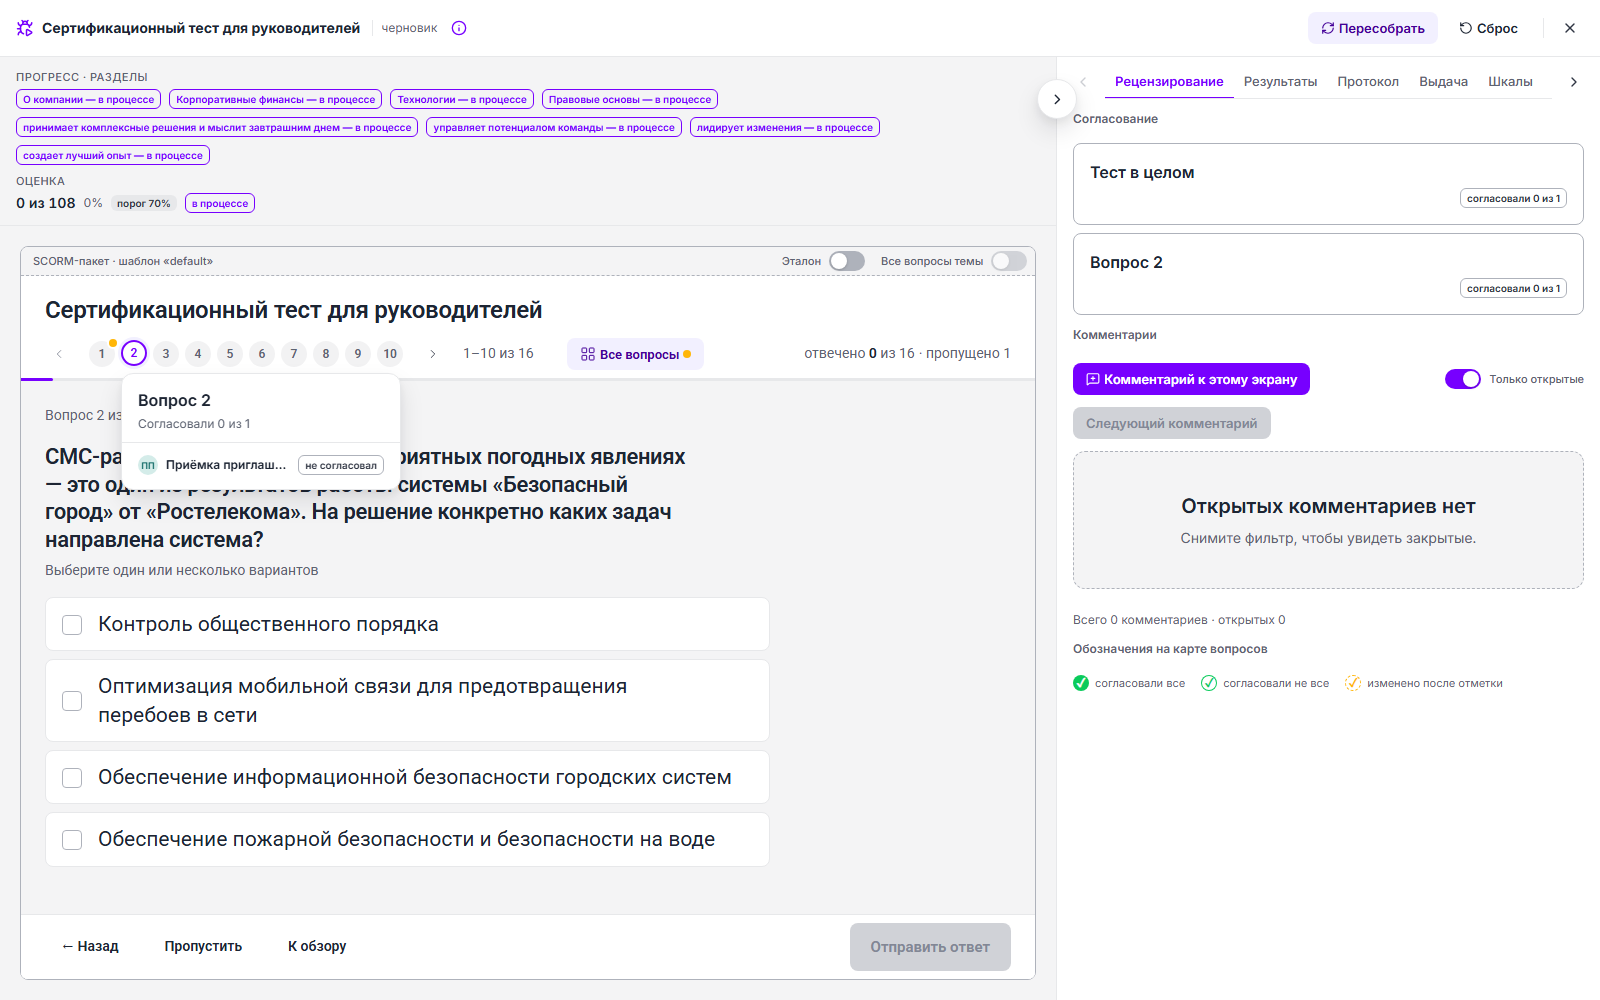 Сертификационный тест для руководителей
черновик
Пересобрать
Сброс
ПРОГРЕСС · РАЗДЕЛЫ
О компании — в процессе
Корпоративные финансы — в процессе
Технологии — в процессе
Правовые основы — в процессе
принимает комплексные решения и мыслит завтрашним днем — в процессе
управляет потенциалом команды — в процессе
лидирует изменения — в процессе
создает лучший опыт — в процессе
ОЦЕНКА
0 из 108 0% порог 70% в процессе
SCORM-пакет · шаблон «default»
Эталон
Все вопросы темы
Сертификационный тест для руководителей
1 2 3 4 5 6 7 8 9 10
1–10 из 16
Все вопросы
отвечено 0 из 16 · пропущено 1
Вопрос 2
Согласовали 0 из 1
ПП Приёмка приглаш... не согласовал
Вопрос 2 из
СМС-ра риятных погодных явлениях
— это один из результатов работы системы «Безопасный
город» от «Ростелекома». На решение конкретно каких задач
направлена система?
Выберите один или несколько вариантов
Контроль общественного порядка
Оптимизация мобильной связи для предотвращения
перебоев в сети
Обеспечение информационной безопасности городских систем
Обеспечение пожарной безопасности и безопасности на воде
← Назад
Пропустить
К обзору
Отправить ответ
Рецензирование
Результаты
Протокол
Выдача
Шкалы
Согласование
Тест в целом
согласовали 0 из 1
Вопрос 2
согласовали 0 из 1
Комментарии
Комментарий к этому экрану
Только открытые
Следующий комментарий
Открытых комментариев нет
Снимите фильтр, чтобы увидеть закрытые.
Всего 0 комментариев · открытых 0
Обозначения на карте вопросов
согласовали все
согласовали не все
изменено после отметки